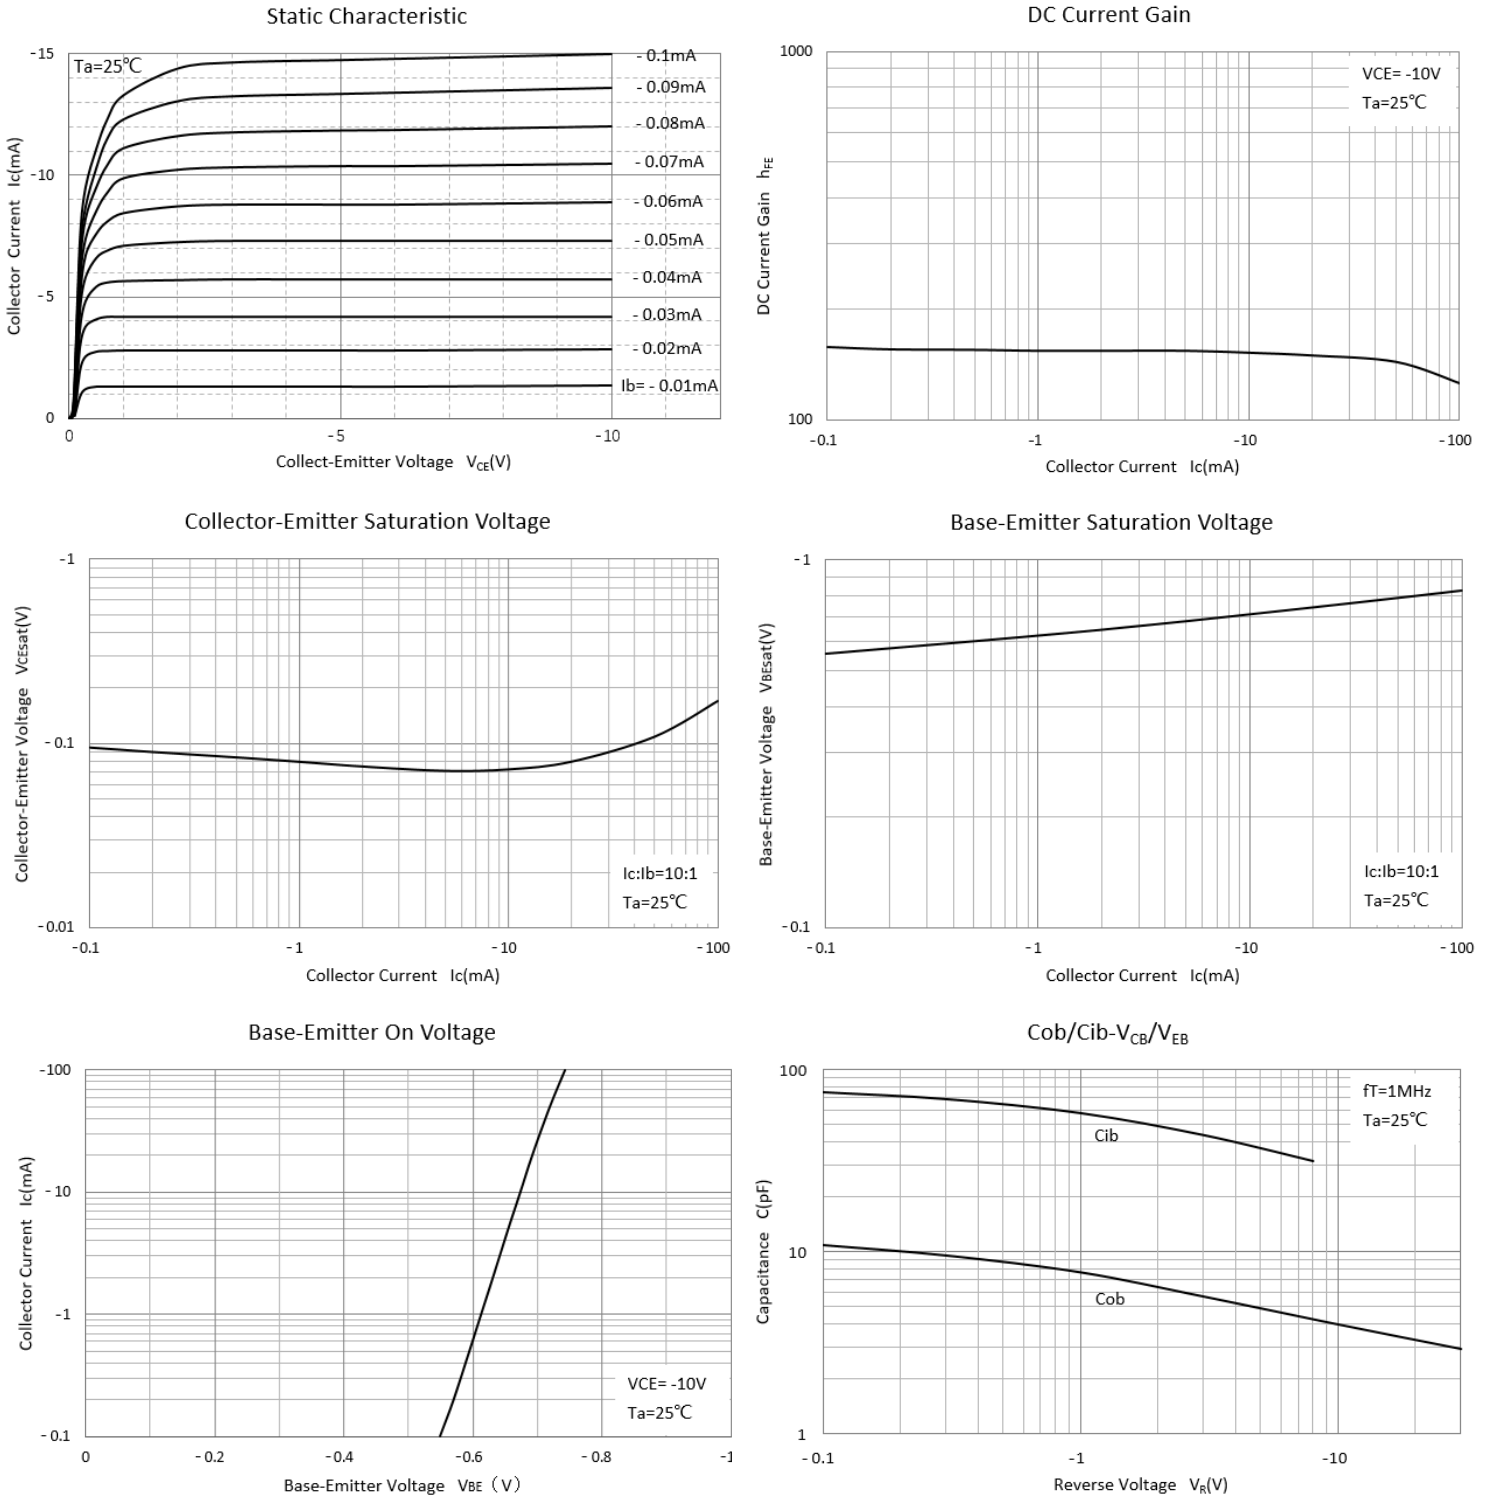 Static Characteristic
-15
-10
-5
0
Ta=25℃
- 0.1mA
- 0.09mA
- 0.08mA
- 0.07mA
- 0.06mA
- 0.05mA
- 0.04mA
- 0.03mA
- 0.02mA
Ib= - 0.01mA
0
-5
-10
Collector Current Ic(mA)
Collect-Emitter Voltage VCE(V)
DC Current Gain
1000
100
VCE= -10V
Ta=25℃
-0.1
-1
-10
-100
DC Current Gain hFE
Collector Current Ic(mA)
Collector-Emitter Saturation Voltage
-1
-0.1
-0.01
Ic:Ib=10:1
Ta=25℃
-0.1
-1
-10
-100
Collector-Emitter Voltage VCEsat(V)
Collector Current Ic(mA)
Base-Emitter Saturation Voltage
-1
-0.1
Ic:Ib=10:1
Ta=25℃
-0.1
-1
-10
-100
Base-Emitter Voltage VBEsat(V)
Collector Current Ic(mA)
Base-Emitter On Voltage
-100
-10
-1
-0.1
VCE= -10V
Ta=25℃
0
-0.2
-0.4
-0.6
-0.8
-1
Collector Current Ic(mA)
Base-Emitter Voltage VBE（V）
Cob/Cib-VCB/VEB
100
10
1
fT=1MHz
Ta=25℃
Cib
Cob
-0.1
-1
-10
Capacitance C(pF)
Reverse Voltage VR(V)